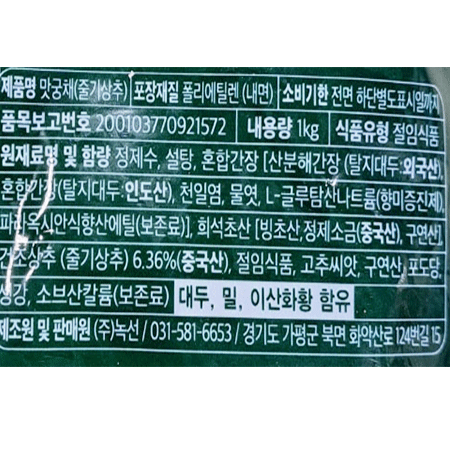 제품명 맛궁채(줄기상추) 포장재질 폴리에틸렌 (내면) 소비기한 전면 하단별도표시일까지
품목보고번호 200103770921572 내용량 1kg 식품유형 절임식품
원재료명 및 함량 정제수, 설탕, 혼합간장 [산분해간장 (탈지대두:외국산),
혼합간장(탈지대두:인도산), 천일염, 물엿, L-글루탐산나트륨(향미증진제),
파라옥시안식향산에틸(보존료)], 희석초산 [빙초산,정제소금(중국산), 구연산]
건조상추 (줄기상추) 6.36%(중국산), 절임식품, 고추씨앗, 구연산, 포도당,
생강, 소브산칼륨(보존료) 대두, 밀, 이산화황 함유
제조원 및 판매원 (주)녹선 / 031-581-6653 / 경기도 가평군 북면 화악산로 124번길 15